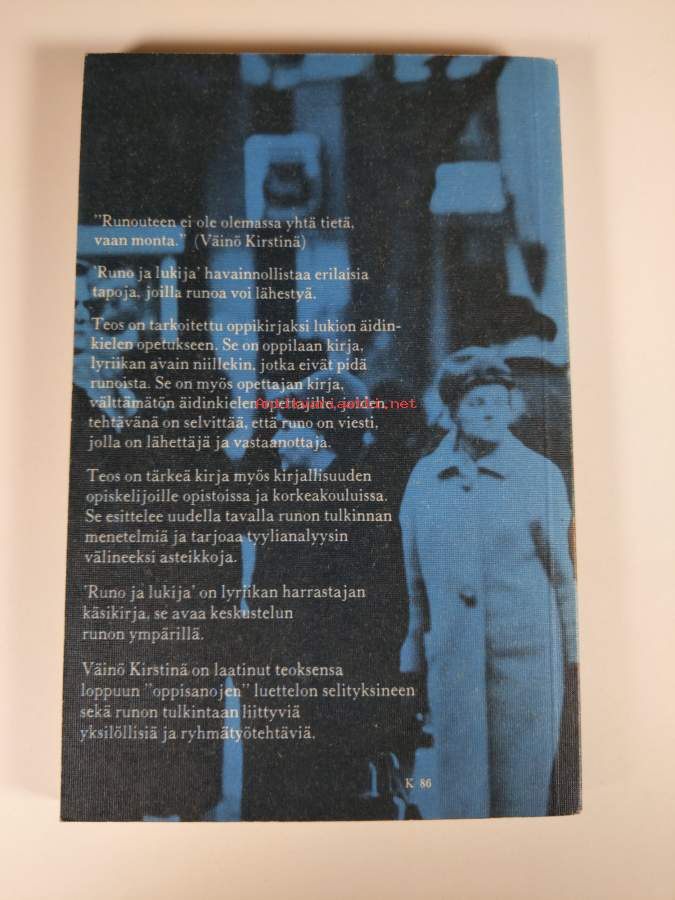 "Runouteen ei ole olemassa yhtä tietä,
vaan monta." (Väinö Kirstinä)
'Runo ja lukija' havainnollistaa erilaisia
tapoja, joilla runoa voi lähestyä.
Teos on tarkoitettu oppikirjaksi lukion äidin-
kielen opetukseen. Se on oppilaan kirja,
lyriikan avain niillekin, jotka eivät pidä
runoista. Se on myös opettajan kirja,
välttämätön äidinkielen opettajille, joiden
Antikvariaatti.net
tehtävänä on selvittää, että runo on viesti,
jolla on lähettäjä ja vastaanottaja.
Teos on tärkeä kirja myös kirjallisuuden
opiskelijoille opistoissa ja korkeakouluissa.
Se esittelee uudella tavalla runon tulkinnan
menetelmiä ja tarjoaa tyylianalyysin
välineeksi asteikkoja.
'Runo ja lukija' on lyriikan harrastajan
käsikirja, se avaa keskustelun
runon ympärillä.
Väinö Kirstinä on laatinut teoksensa
loppuun "oppisanojen" luettelon selityksineen
sekä runon tulkintaan liittyviä
yksilöllisiä ja ryhmätyötehtäviä.
K 86